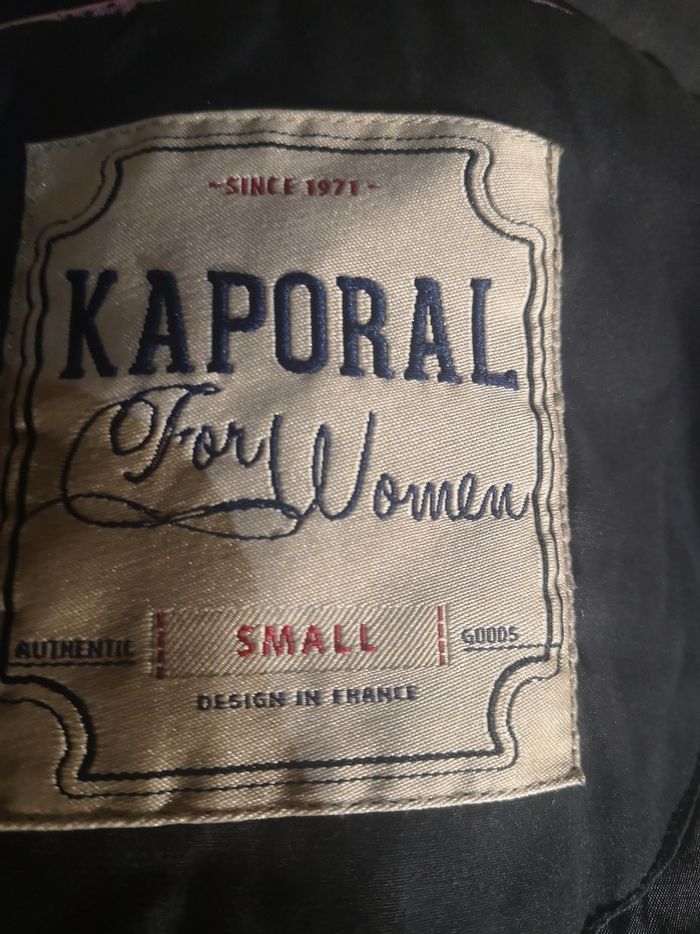 -SINCE 1971-
KAPORAL
For Women
AUTHENTIC SMALL GOODS
DESIGN IN FRANCE